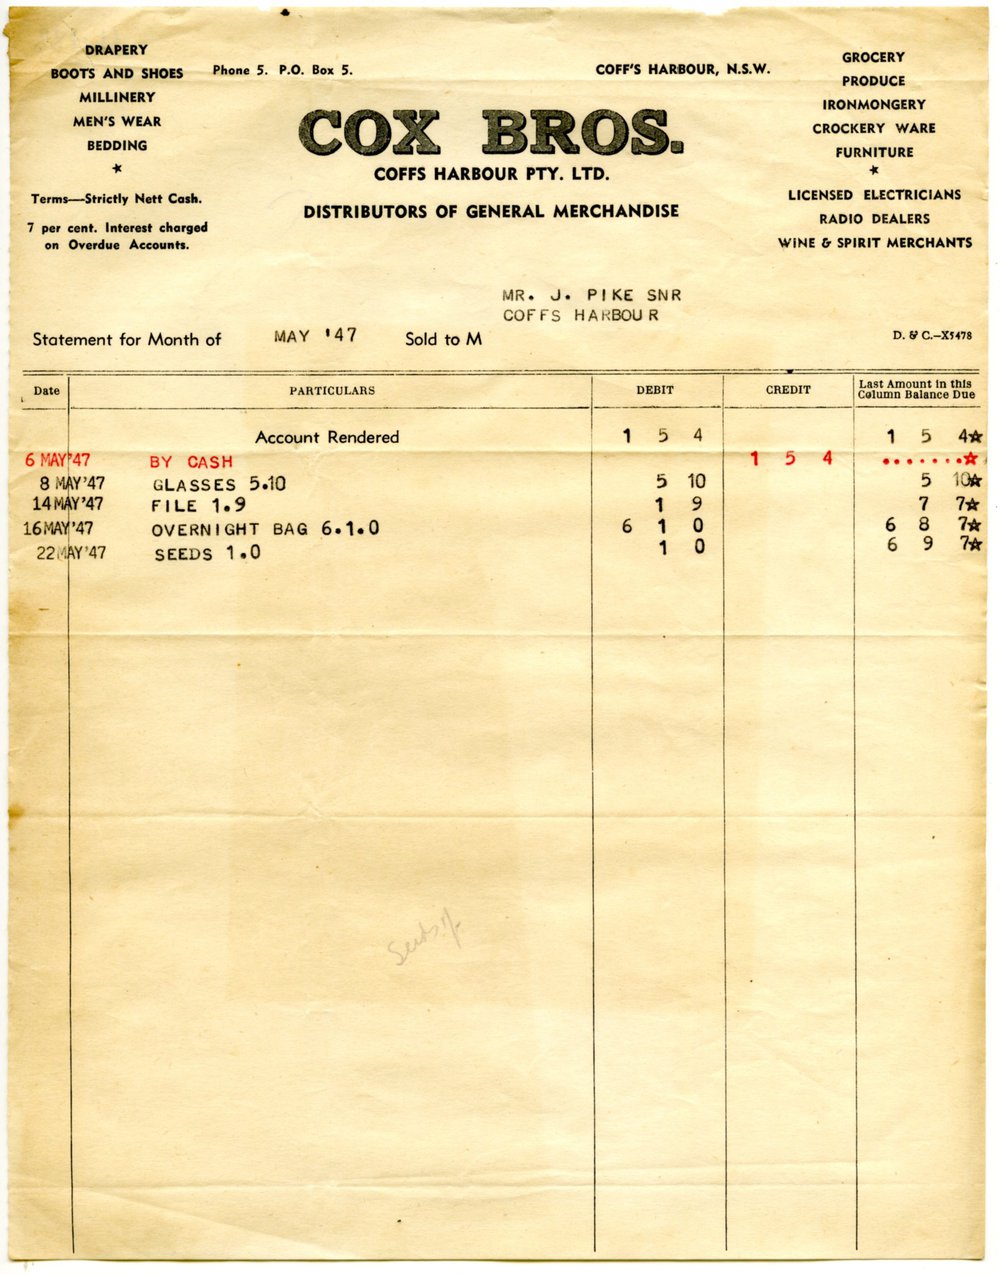 DRAPERY
BOOTS AND SHOES
MILLINERY
MEN'S WEAR
BEDDING
Terms—Strictly Nett Cash.
7 per cent. Interest charged
on Overdue Accounts.
Phone 5. P.O. Box 5.
COFF'S HARBOUR, N.S.W.
COX BROS.
COFFS HARBOUR PTY. LTD.
DISTRIBUTORS OF GENERAL MERCHANDISE
GROCERY
PRODUCE
IRONMONGERY
CROCKERY WARE
FURNITURE
LICENSED ELECTRICIANS
RADIO DEALERS
WINE & SPIRIT MERCHANTS
MR. J. PIKE SNR
COFFS HARBOUR
Statement for Month of MAY '47 Sold to M
D. & C.—X5478
Date PARTICULARS DEBIT CREDIT Last Amount in this
Column Balance Due
Account Rendered 1 5 4 1 5 4☆
6 MAY'47 BY CASH 1 5 4 .......☆
8 MAY'47 GLASSES 5.10 5 10 5 10☆
14 MAY'47 FILE 1.9 1 9 7 7☆
16 MAY'47 OVERNIGHT BAG 6.1.0 6 1 0 6 8 7☆
22 MAY'47 SEEDS 1.0 1 0 6 9 7☆
Seeds 1/-